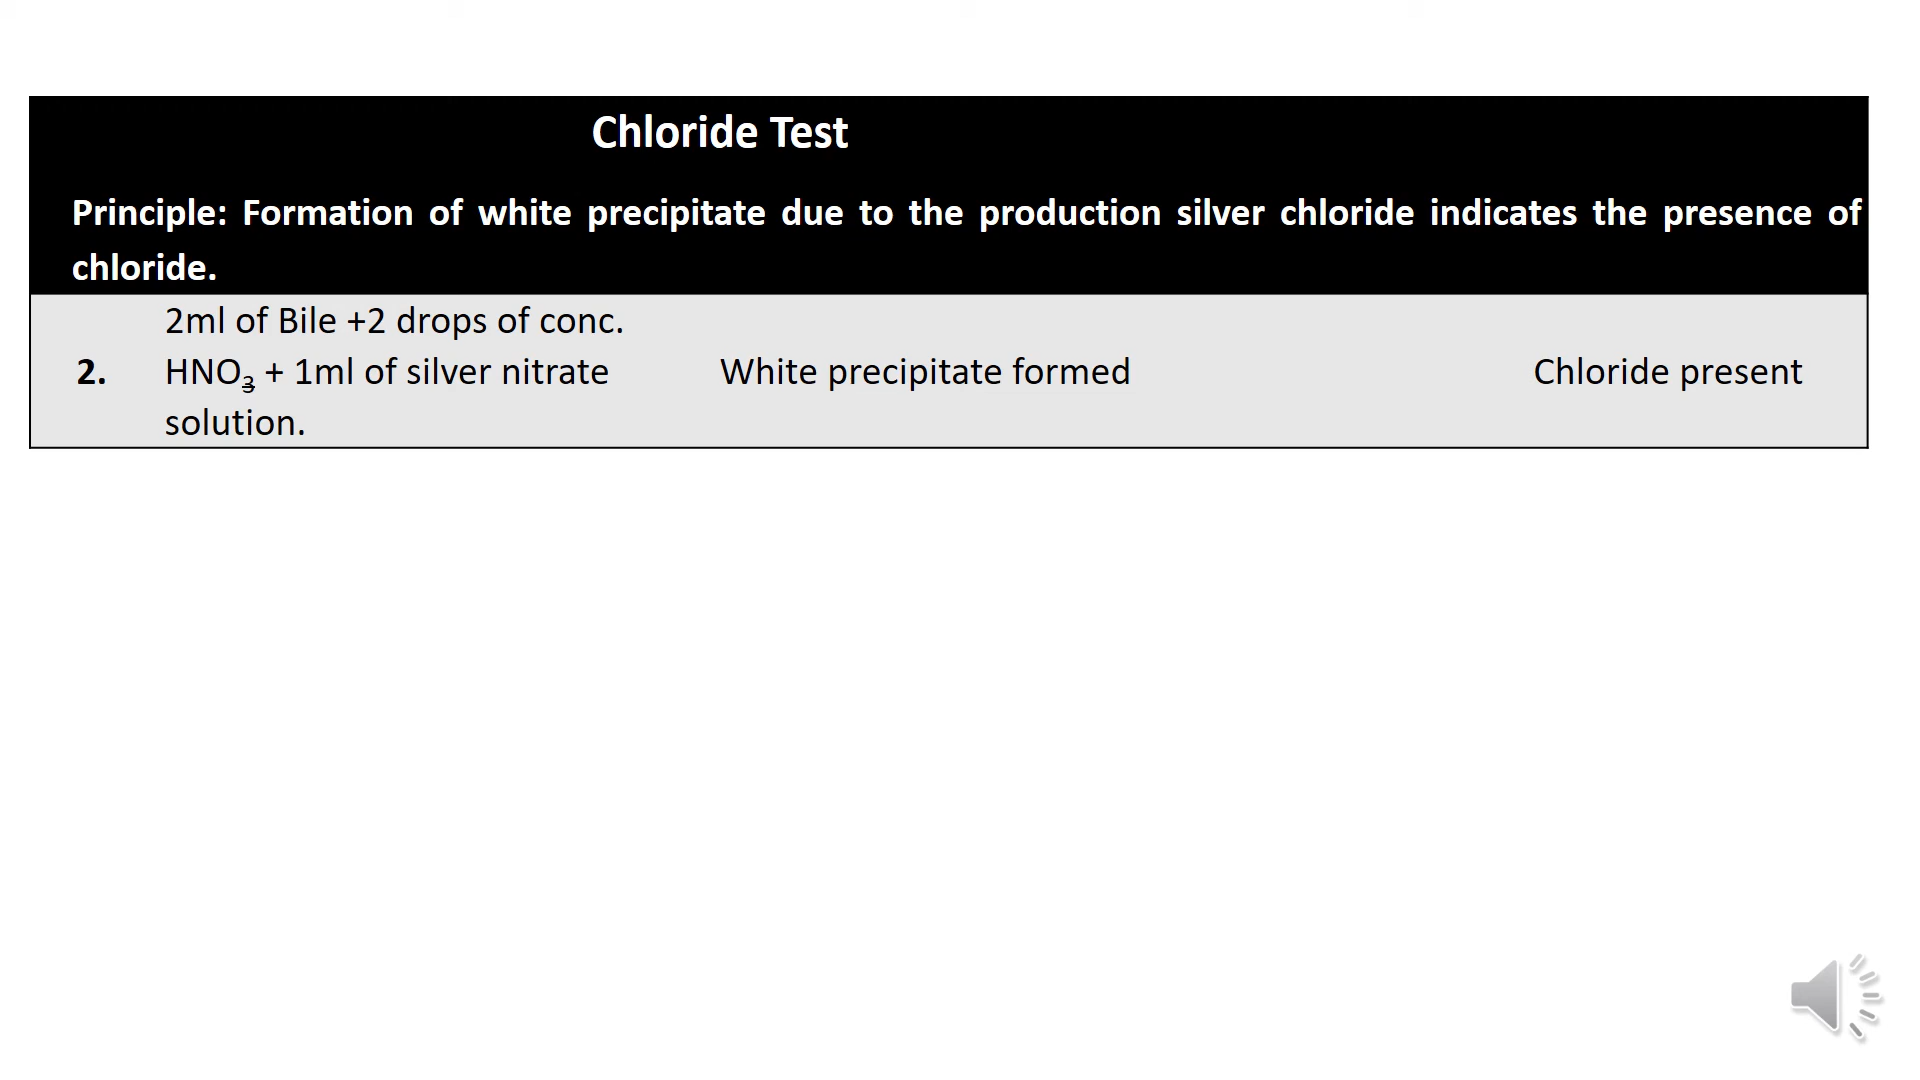 Chloride Test
Principle: Formation of white precipitate due to the production silver chloride indicates the presence of
chloride.
2ml of Bile +2 drops of conc.
2. HNO₃ + 1ml of silver nitrate White precipitate formed Chloride present
solution.